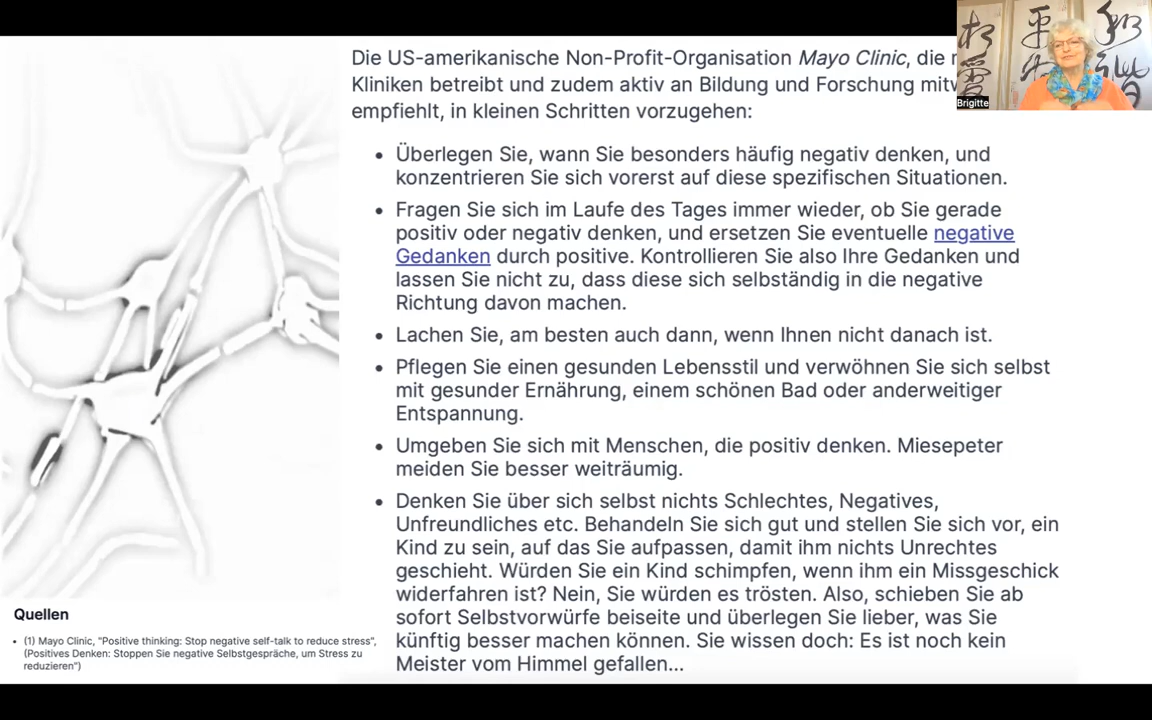 Die US-amerikanische Non-Profit-Organisation Mayo Clinic, die
Kliniken betreibt und zudem aktiv an Bildung und Forschung
empfiehlt, in kleinen Schritten vorzugehen:
• Überlegen Sie, wann Sie besonders häufig negativ denken, und
konzentrieren Sie sich vorerst auf diese spezifischen Situationen.
• Fragen Sie sich im Laufe des Tages immer wieder, ob Sie gerade
positiv oder negativ denken, und ersetzen Sie eventuelle negative
Gedanken durch positive. Kontrollieren Sie also Ihre Gedanken und
lassen Sie nicht zu, dass diese sich selbständig in die negative
Richtung davon machen.
• Lachen Sie, am besten auch dann, wenn Ihnen nicht danach ist.
• Pflegen Sie einen gesunden Lebensstil und verwöhnen Sie sich selbst
mit gesunder Ernährung, einem schönen Bad oder anderweitiger
Entspannung.
• Umgeben Sie sich mit Menschen, die positiv denken. Miesepeter
meiden Sie besser weiträumig.
• Denken Sie über sich selbst nichts Schlechtes, Negatives,
Unfreundliches etc. Behandeln Sie sich gut und stellen Sie sich vor, ein
Kind zu sein, auf das Sie aufpassen, damit ihm nichts Unrechtes
geschieht. Würden Sie ein Kind schimpfen, wenn ihm ein Missgeschick
widerfahren ist? Nein, Sie würden es trösten. Also, schieben Sie ab
sofort Selbstvorwürfe beiseite und überlegen Sie lieber, was Sie
künftig besser machen können. Sie wissen doch: Es ist noch kein
Meister vom Himmel gefallen...
Quellen
• (1) Mayo Clinic, "Positive thinking: Stop negative self-talk to reduce stress",
(Positives Denken: Stoppen Sie negative Selbstgespräche, um Stress zu
reduzieren")
Brigitte